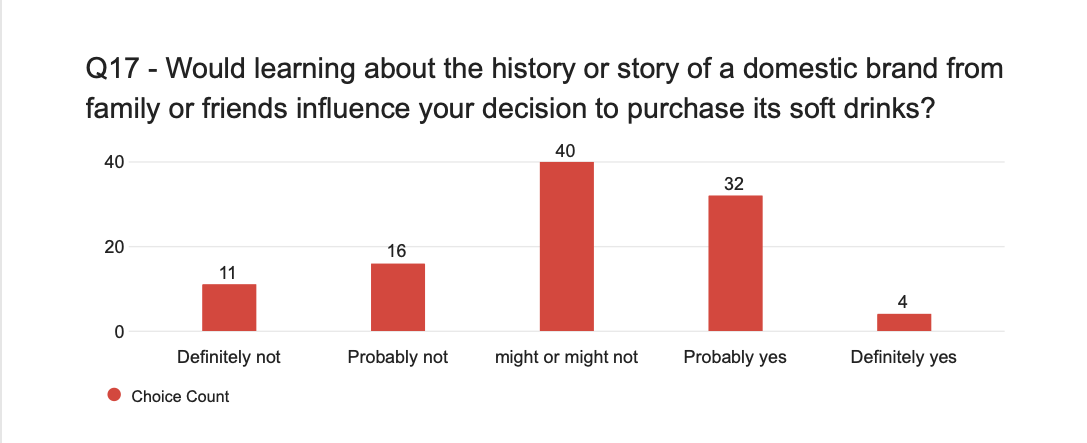 Q17 - Would learning about the history or story of a domestic brand from
family or friends influence your decision to purchase its soft drinks?
40
40
32
20
16
11
4
0
Definitely not
Probably not
might or might not
Probably yes
Definitely yes
Choice Count